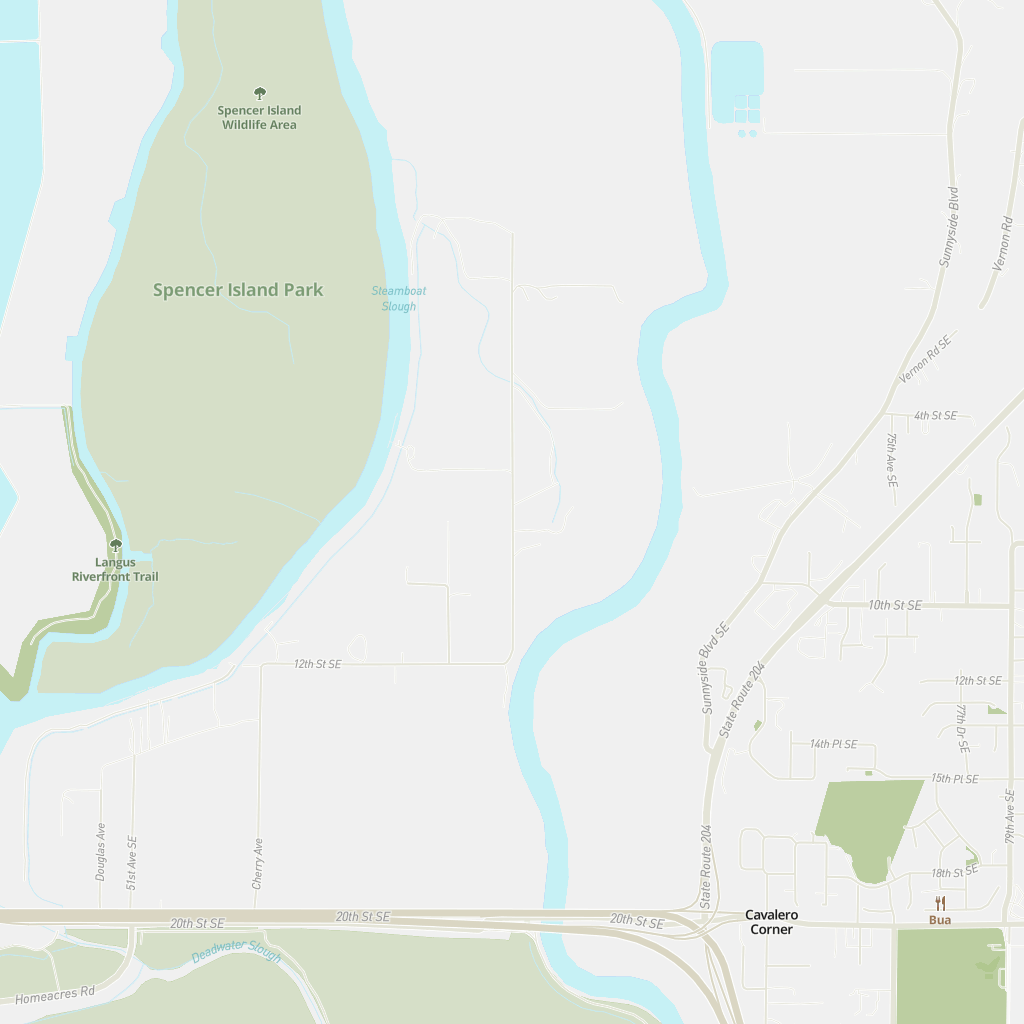 Spencer Island
Wildlife Area
Sunnyside Blvd
Vernon Rd
Spencer Island Park
Steamboat
Slough
Vernon Rd SE
4th St SE
75th Ave SE
Langus
Riverfront Trail
10th St SE
12th St SE
Sunnyside Blvd SE
State Route 204
12th St SE
77th Dr SE
14th Pl SE
15th Pl SE
79th Ave SE
Douglas Ave
51st Ave SE
Cherry Ave
State Route 204
18th St SE
20th St SE
20th St SE
20th St SE
Cavalero
Corner
Bua
Deadwater Slough
Homeacres Rd